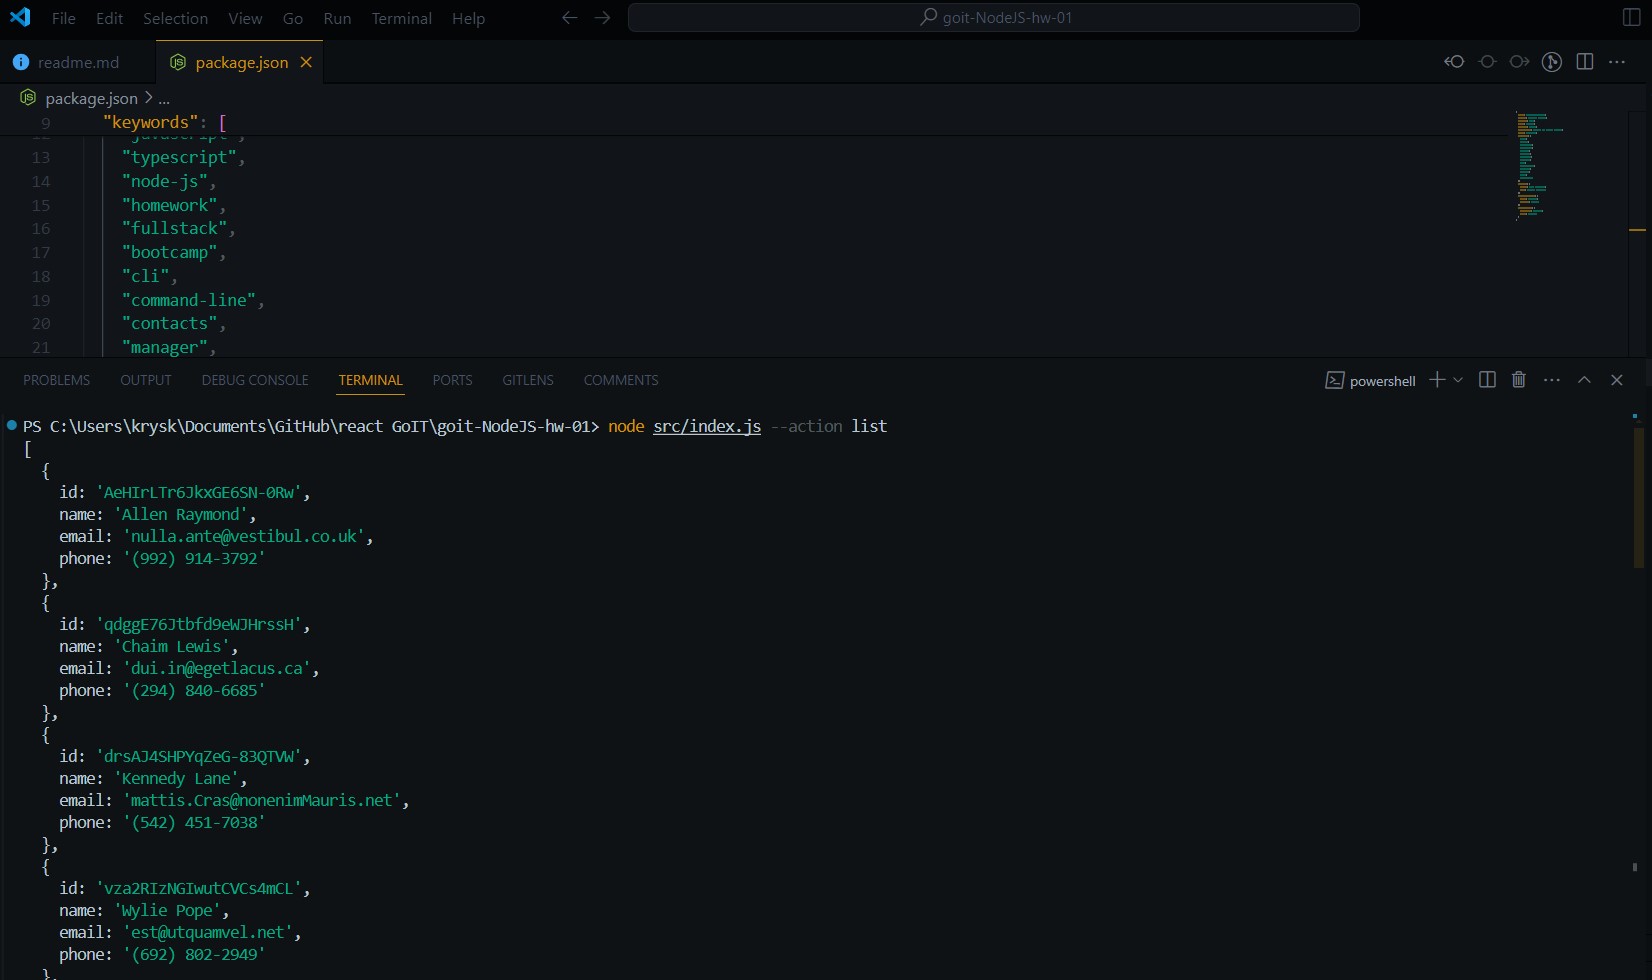 File Edit Selection View Go Run Terminal Help
goit-NodeJS-hw-01
readme.md
package.json
package.json > ...
9 "keywords": [
12 "javascript",
13 "typescript",
14 "node-js",
15 "homework",
16 "fullstack",
17 "bootcamp",
18 "cli",
19 "command-line",
20 "contacts",
21 "manager",
PROBLEMS OUTPUT DEBUG CONSOLE TERMINAL PORTS GITLENS COMMENTS
powershell
PS C:\Users\krysk\Documents\GitHub\react GoIT\goit-NodeJS-hw-01> node src/index.js --action list
[
{
id: 'AeHIrLTr6JkxGE6SN-0Rw',
name: 'Allen Raymond',
email: 'nulla.ante@vestibul.co.uk',
phone: '(992) 914-3792'
},
{
id: 'qdggE76Jtbfd9eWJHrssH',
name: 'Chaim Lewis',
email: 'dui.in@egetlacus.ca',
phone: '(294) 840-6685'
},
{
id: 'drsAJ4SHPYqZeG-83QTVW',
name: 'Kennedy Lane',
email: 'mattis.Cras@nonenimMauris.net',
phone: '(542) 451-7038'
},
{
id: 'vza2RIzNGIwutCVCs4mCL',
name: 'Wylie Pope',
email: 'est@utquamvel.net',
phone: '(692) 802-2949'
},